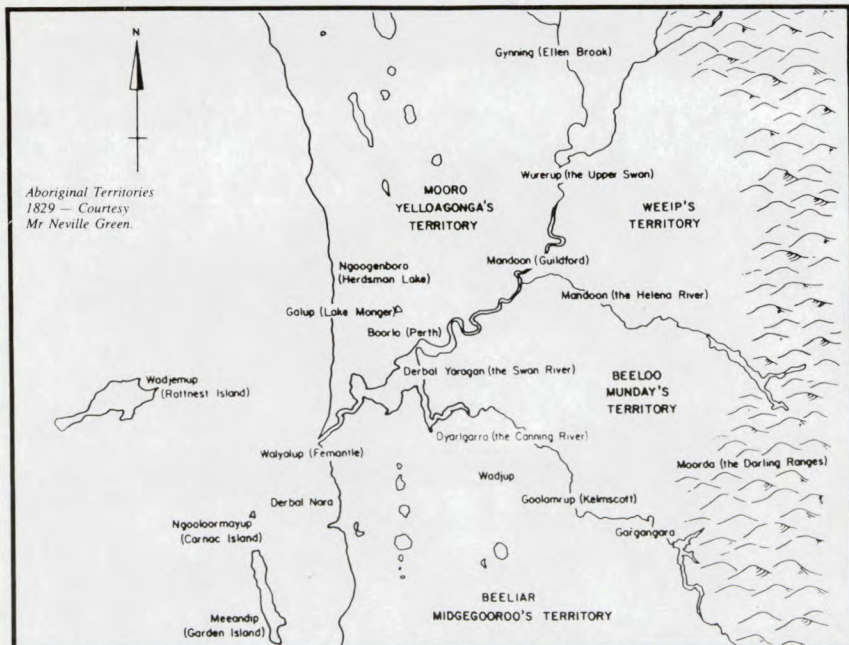 N
Aboriginal Territories
1829 — Courtesy
Mr Neville Green.
Gynning (Ellen Brook)
Wurerup (the Upper Swan)
MOORO
YELLOAGONGA'S
TERRITORY
WEEIP'S
TERRITORY
Ngoogenboro
(Herdsman Lake)
Mandoon (Guildford)
Mandoon (the Helena River)
Galup (Lake Monger)
Boorlo (Perth)
Derbal Yaragan (the Swan River)
BEELOO
MUNDAY'S
TERRITORY
Wadjemup
(Rottnest Island)
Dyarlgarro (the Canning River)
Walyalup (Femantle)
Wadjup
Moorda (the Darling Ranges)
Derbal Nara
Goolamrup (Kelmscott)
Ngooloormayup
(Carnac Island)
Gargangara
Meeandip
(Garden Island)
BEELIAR
MIDGEGOOROO'S TERRITORY